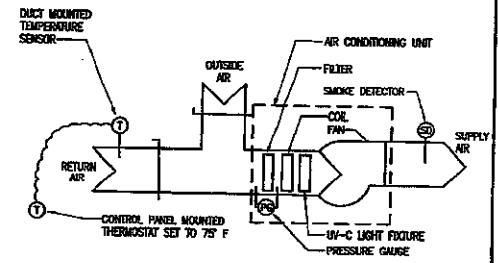 DUCT MOUNTED
TEMPERATURE
SENSOR
OUTSIDE
AIR
AIR CONDITIONING UNIT
FILTER
SMOKE DETECTOR
COIL
FAN
SD
SUPPLY
AIR
T
RETURN
AIR
T
CONTROL PANEL MOUNTED
THERMOSTAT SET TO 75° F
PG
UV-C LIGHT FIXTURE
PRESSURE GAUGE